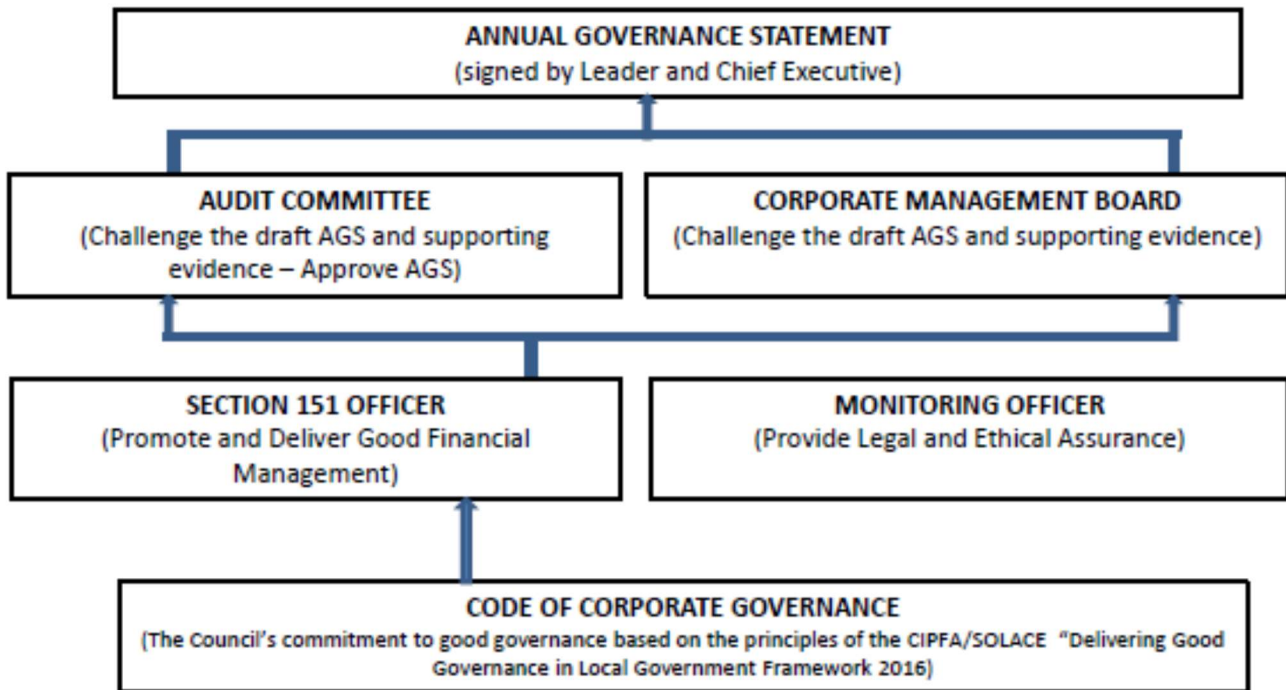 ANNUAL GOVERNANCE STATEMENT
(signed by Leader and Chief Executive)
AUDIT COMMITTEE
(Challenge the draft AGS and supporting
evidence – Approve AGS)
CORPORATE MANAGEMENT BOARD
(Challenge the draft AGS and supporting evidence)
SECTION 151 OFFICER
(Promote and Deliver Good Financial
Management)
MONITORING OFFICER
(Provide Legal and Ethical Assurance)
CODE OF CORPORATE GOVERNANCE
(The Council's commitment to good governance based on the principles of the CIPFA/SOLACE "Delivering Good
Governance in Local Government Framework 2016)